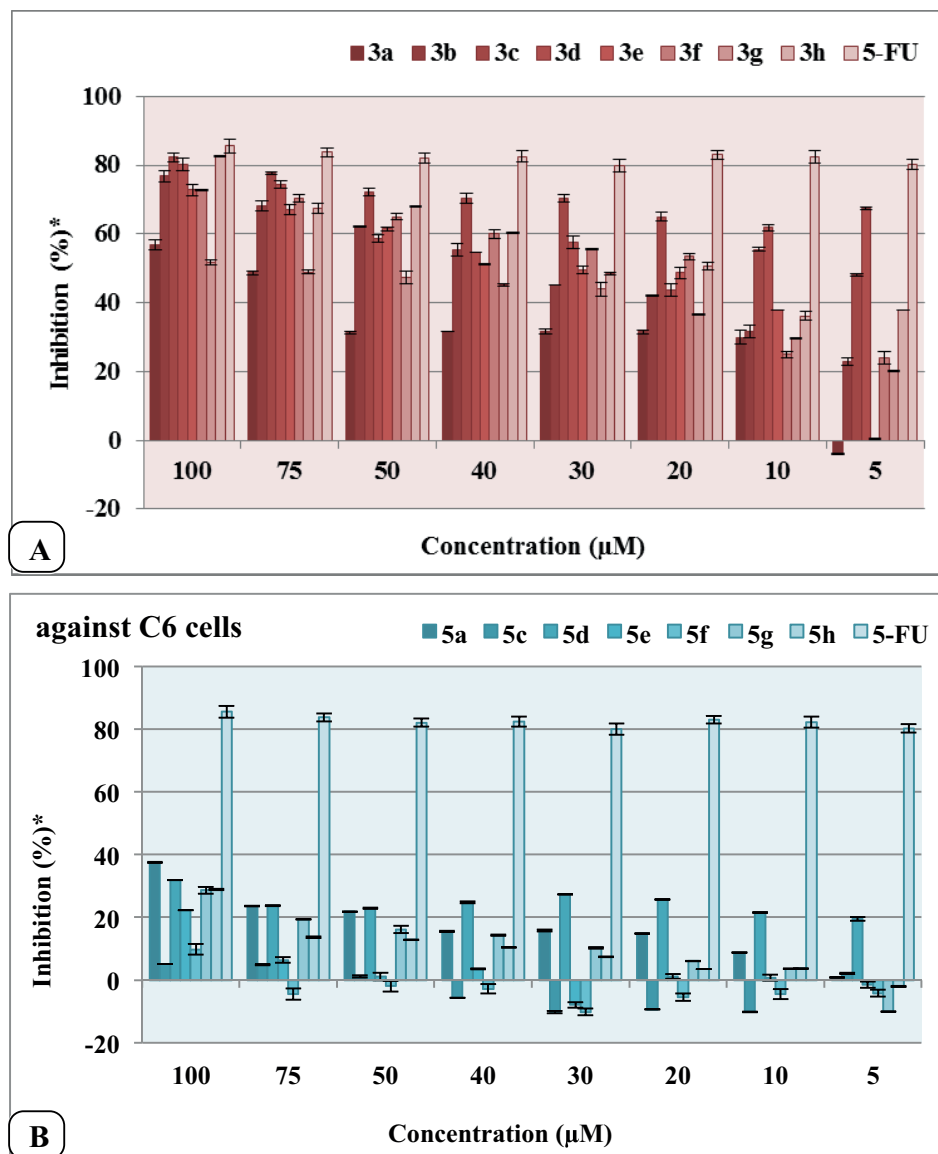 3a 3b 3c 3d 3e 3f 3g 3h 5-FU
100
80
60
40
20
0
-20
Inhibition (%)*
100 75 50 40 30 20 10 5
Concentration (µM)
A
against C6 cells
5a 5c 5d 5e 5f 5g 5h 5-FU
100
80
60
40
20
0
-20
Inhibition (%)*
100 75 50 40 30 20 10 5
Concentration (µM)
B